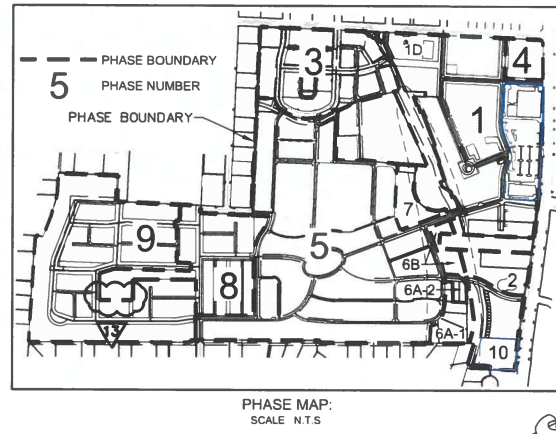 PHASE BOUNDARY
5 PHASE NUMBER
PHASE BOUNDARY
3
1D
4
1
7
9
5
8
6B
6A-2
2
13
6A-1
10
PHASE MAP:
SCALE N.T.S